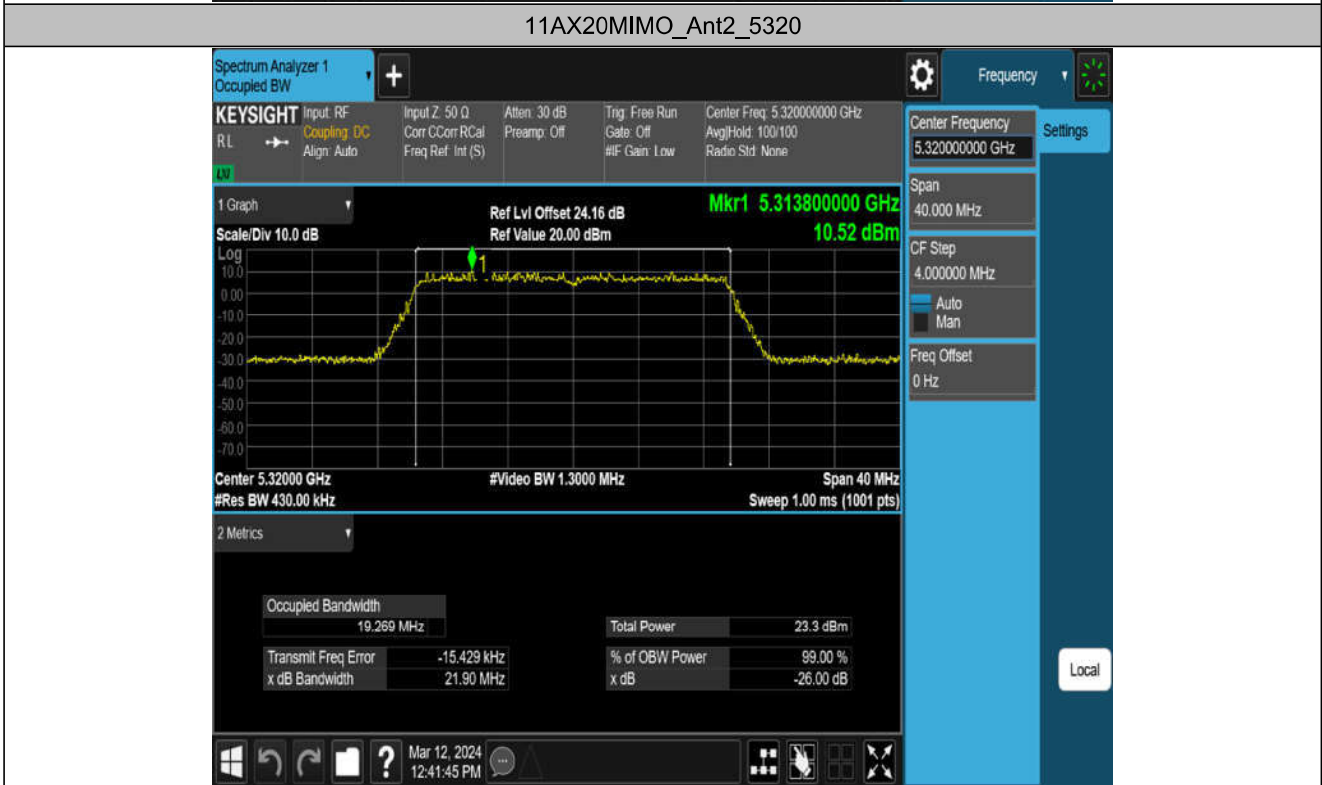 11AX20MIMO_Ant2_5320
Spectrum Analyzer 1
Occupied BW
Frequency
KEYSIGHT
RL
LXI
Input: RF
Coupling: DC
Align: Auto
Input Z: 50 Ω
Corr CCorr RCal
Freq Ref: Int (S)
Atten: 30 dB
Preamp: Off
Trig: Free Run
Gate: Off
#IF Gain: Low
Center Freq: 5.320000000 GHz
Avg|Hold: 100/100
Radio Std: None
Center Frequency
5.320000000 GHz
Settings
Span
40.000 MHz
CF Step
4.000000 MHz
Auto
Man
Freq Offset
0 Hz
Local
1 Graph
Scale/Div 10.0 dB
Ref Lvl Offset 24.16 dB
Ref Value 20.00 dBm
Mkr1 5.313800000 GHz
10.52 dBm
Log
1
10.0
0.00
-10.0
-20.0
-30.0
-40.0
-50.0
-60.0
-70.0
Center 5.32000 GHz
#Video BW 1.3000 MHz
Span 40 MHz
#Res BW 430.00 kHz
Sweep 1.00 ms (1001 pts)
2 Metrics
Occupied Bandwidth
19.269 MHz
Total Power 23.3 dBm
Transmit Freq Error -15.429 kHz
% of OBW Power 99.00 %
x dB Bandwidth 21.90 MHz
x dB -26.00 dB
?
Mar 12, 2024
12:41:45 PM